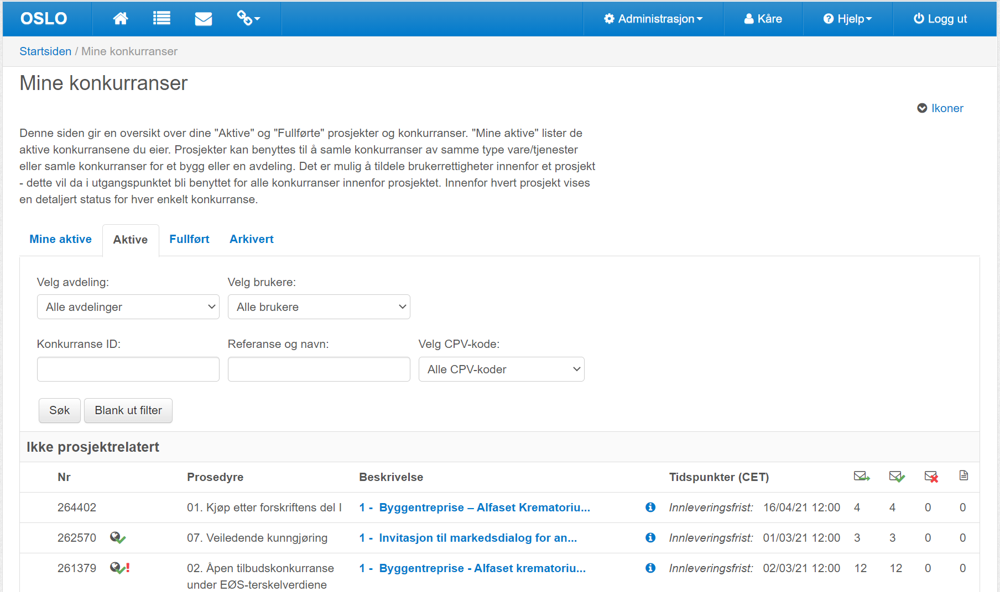 OSLO
Administrasjon
Kåre
Hjelp
Logg ut
Startsiden / Mine konkurranser
Mine konkurranser
Ikoner
Denne siden gir en oversikt over dine "Aktive" og "Fullførte" prosjekter og konkurranser. "Mine aktive" lister de
aktive konkurransene du eier. Prosjekter kan benyttes til å samle konkurranser av samme type vare/tjenester
eller samle konkurranser for et bygg eller en avdeling. Det er mulig å tildele brukerrettigheter innenfor et prosjekt
- dette vil da i utgangspunktet bli benyttet for alle konkurranser innenfor prosjektet. Innenfor hvert prosjekt vises
en detaljert status for hver enkelt konkurranse.
Mine aktive
Aktive
Fullført
Arkivert
Velg avdeling:
Velg brukere:
Alle avdelinger
Alle brukere
Konkurranse ID:
Referanse og navn:
Velg CPV-kode:
Alle CPV-koder
Søk
Blank ut filter
Ikke prosjektrelatert
Nr Prosedyre Beskrivelse Tidspunkter (CET)
264402 01. Kjøp etter forskriftens del I 1 - Byggentreprise – Alfaset Krematoriu... Innleveringsfrist: 16/04/21 12:00 4 4 0 0
262570 07. Veiledende kunngjøring 1 - Invitasjon til markedsdialog for an... Innleveringsfrist: 01/03/21 12:00 3 3 0 0
261379 02. Åpen tilbudskonkurranse 1 - Byggentreprise - Alfaset krematoriu... Innleveringsfrist: 02/03/21 12:00 12 12 0 0
under EØS-terskelverdiene